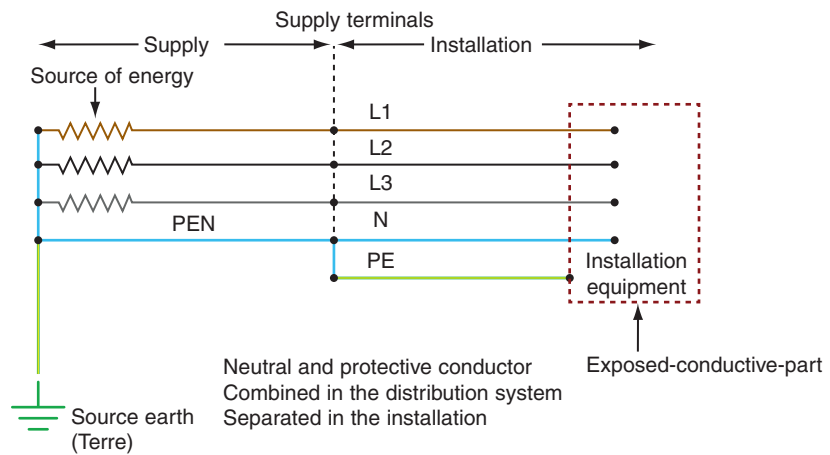 Supply terminals
Supply
Installation
Source of energy
L1
L2
L3
PEN
N
PE
Installation
equipment
Neutral and protective conductor
Combined in the distribution system
Separated in the installation
Exposed-conductive-part
Source earth
(Terre)